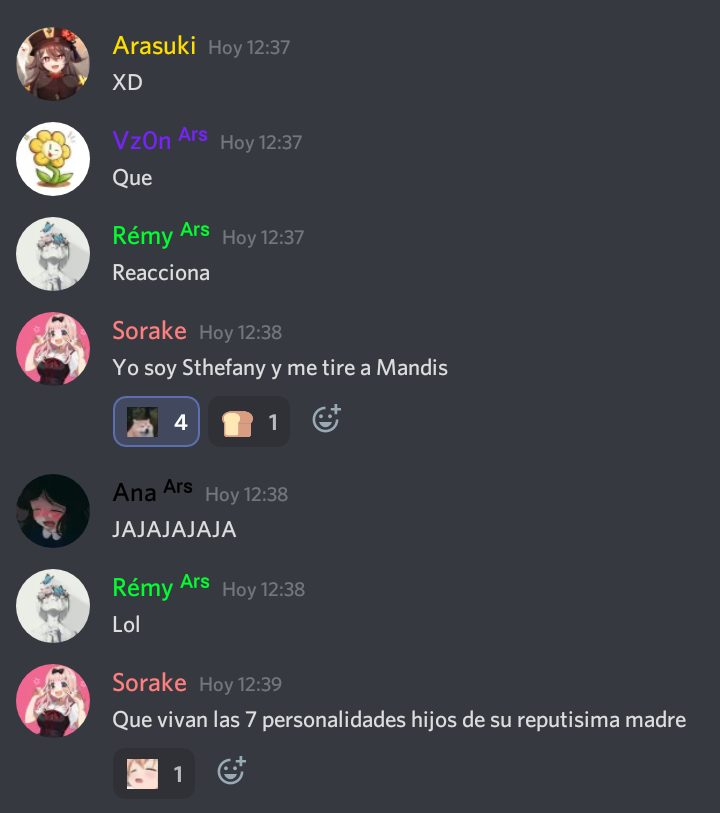 Arasuki Hoy 12:37
XD
Vz0n Ars Hoy 12:37
Que
Rémy Ars Hoy 12:37
Reacciona
Sorake Hoy 12:38
Yo soy Sthefany y me tire a Mandis
4 1
Ana Ars Hoy 12:38
JAJAJAJAJA
Rémy Ars Hoy 12:38
Lol
Sorake Hoy 12:39
Que vivan las 7 personalidades hijos de su reputisima madre
1